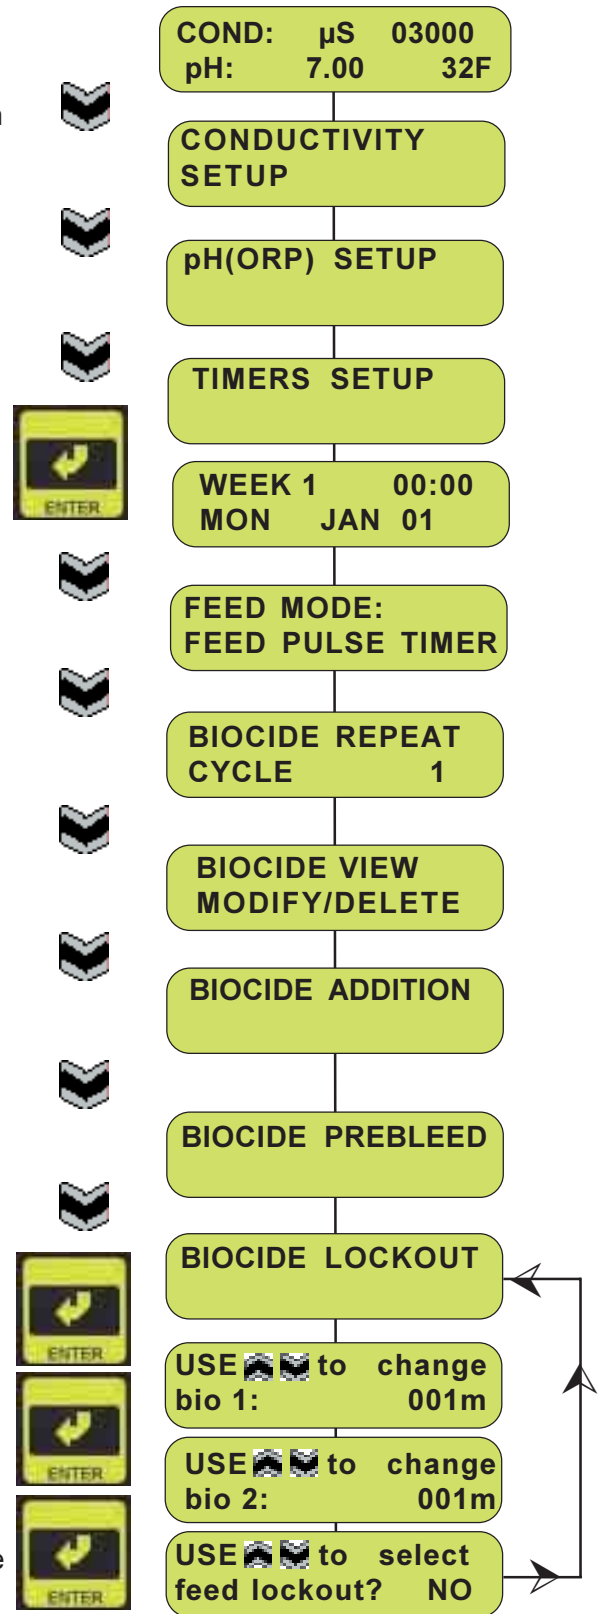 COND: µS 03000
pH: 7.00 32F
CONDUCTIVITY
SETUP
pH(ORP) SETUP
TIMERS SETUP
ENTER
WEEK 1 00:00
MON JAN 01
FEED MODE:
FEED PULSE TIMER
BIOCIDE REPEAT
CYCLE 1
BIOCIDE VIEW
MODIFY/DELETE
BIOCIDE ADDITION
BIOCIDE PREBLEED
BIOCIDE LOCKOUT
ENTER
USE to change
bio 1: 001m
ENTER
USE to change
bio 2: 001m
ENTER
USE to select
feed lockout? NO